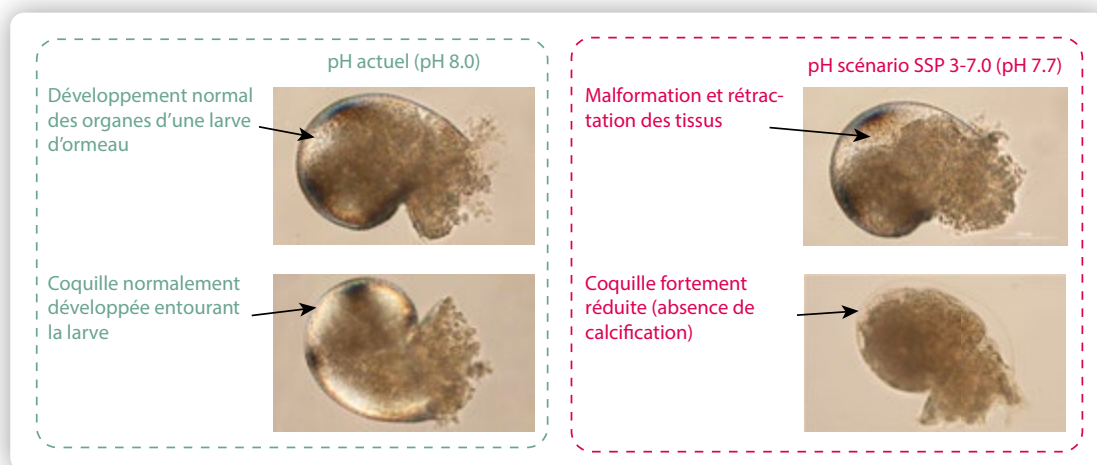 pH actuel (pH 8.0)
Développement normal
des organes d'une larve
d'ormeau
Coquille normalement
développée entourant
la larve
pH scénario SSP 3-7.0 (pH 7.7)
Malformation et rétrac-
tation des tissus
Coquille fortement
réduite (absence de
calcification)